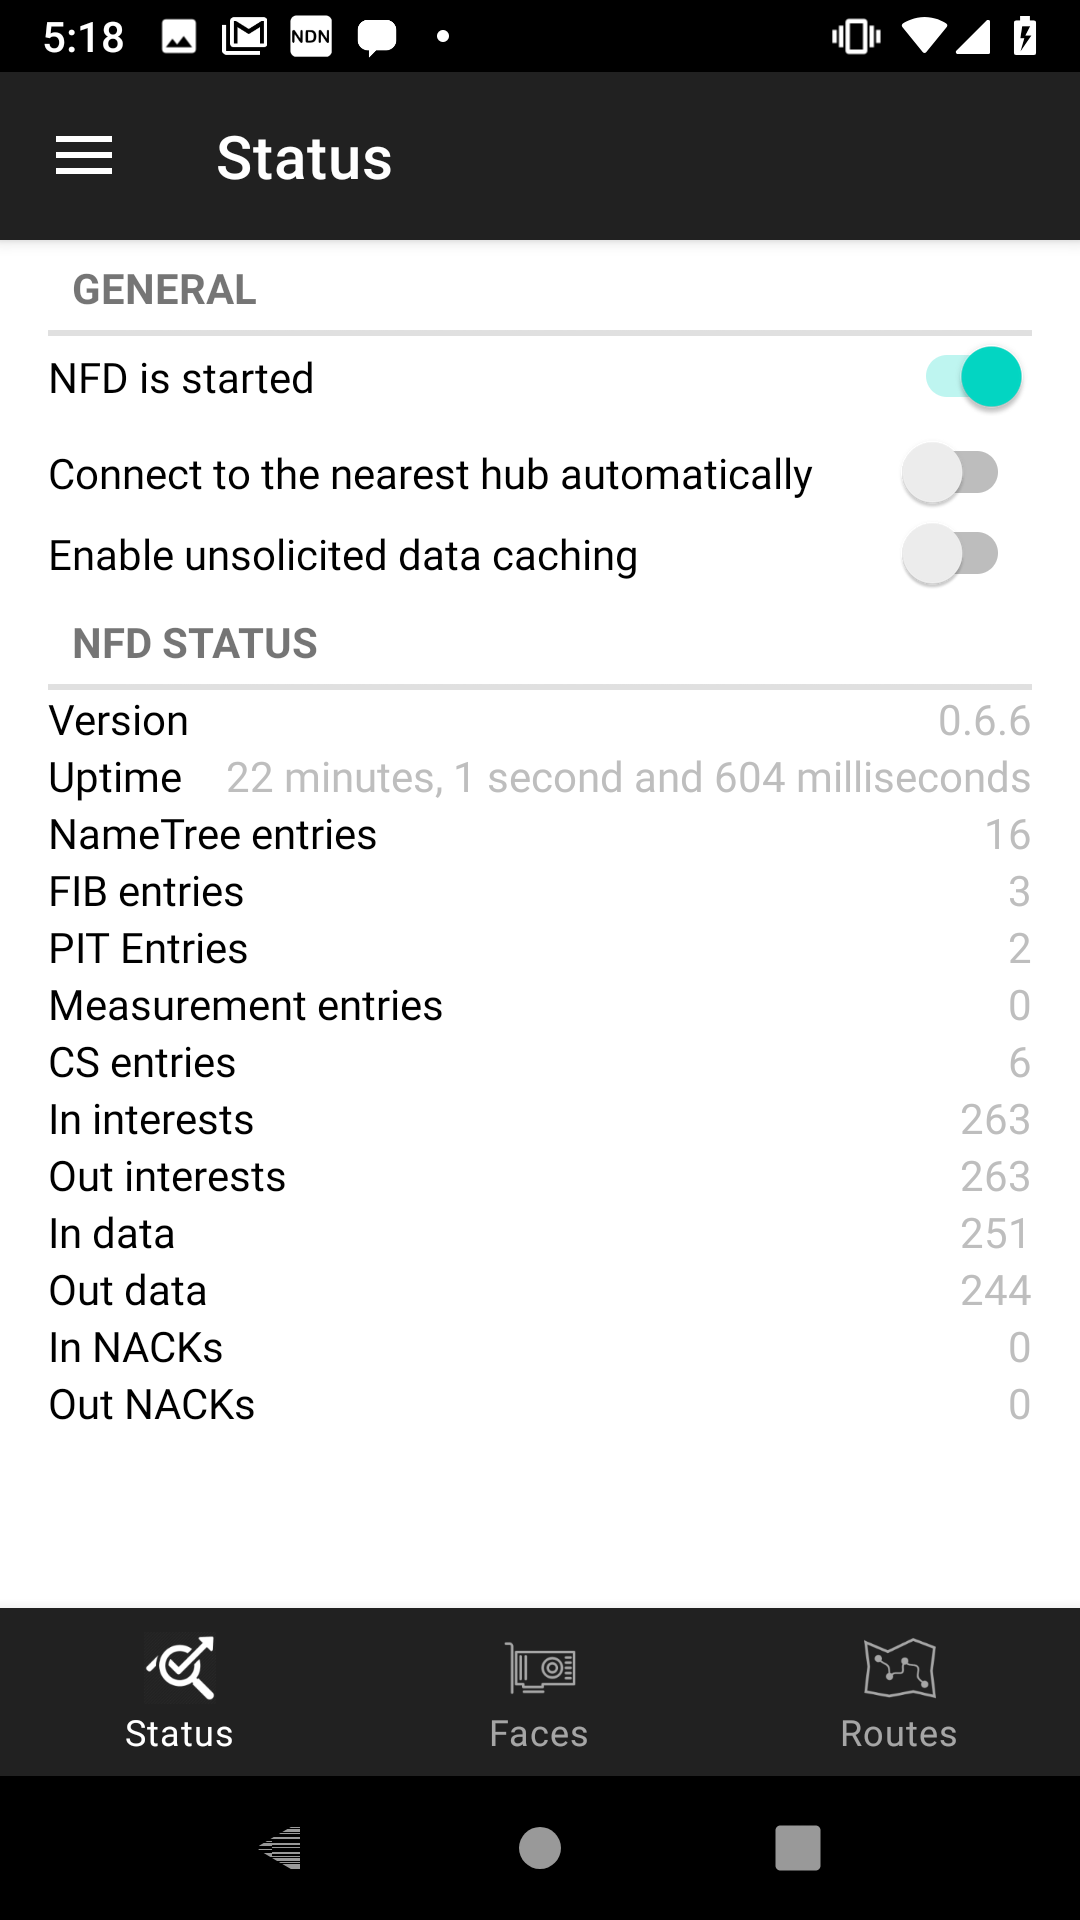 5:18 NDN
Status
GENERAL
NFD is started
Connect to the nearest hub automatically
Enable unsolicited data caching
NFD STATUS
Version 0.6.6
Uptime 22 minutes, 1 second and 604 milliseconds
NameTree entries 16
FIB entries 3
PIT Entries 2
Measurement entries 0
CS entries 6
In interests 263
Out interests 263
In data 251
Out data 244
In NACKs 0
Out NACKs 0
Status Faces Routes